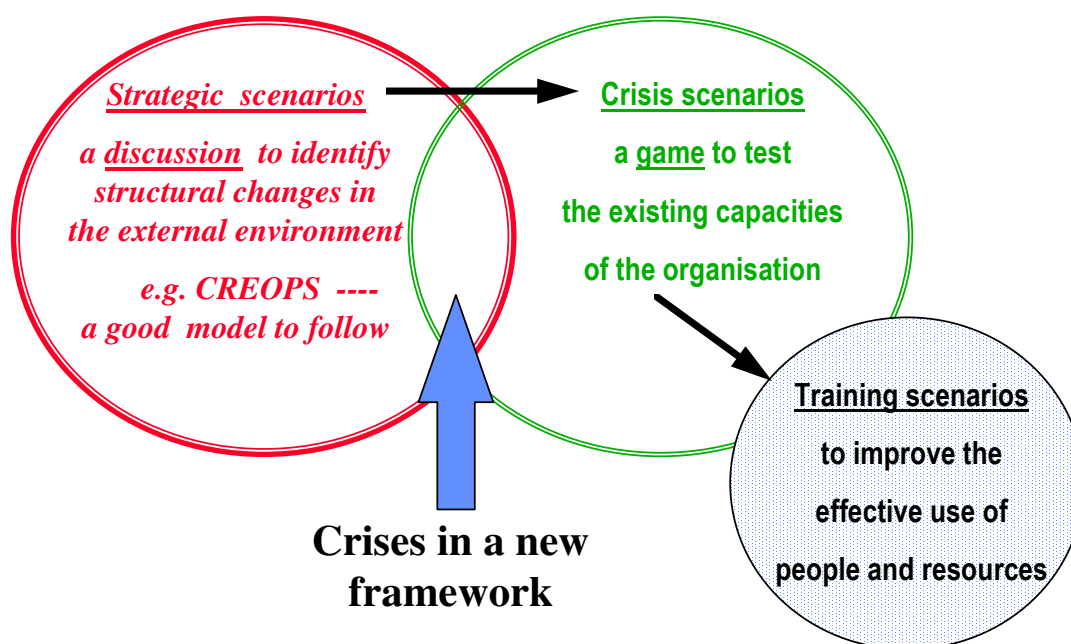 Strategic scenarios
a discussion to identify
structural changes in
the external environment
e.g. CREOPS ----
a good model to follow
Crisis scenarios
a game to test
the existing capacities
of the organisation
Training scenarios
to improve the
effective use of
people and resources
Crises in a new
framework